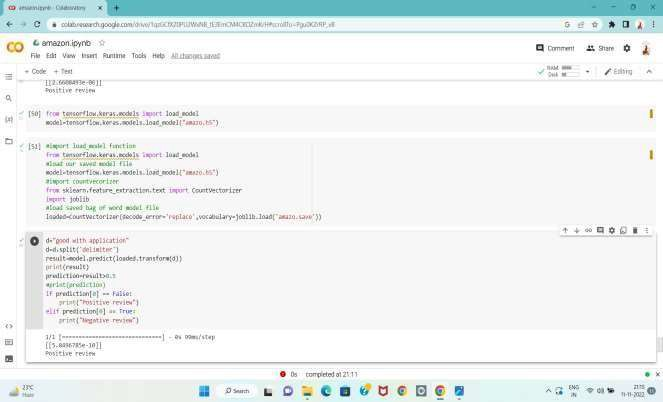 amazon.ipynb - Colaboratory
colab.research.google.com/drive/
amazon.ipynb
File Edit View Insert Runtime Tools Help All changes saved
Comment Share
+ Code + Text
RAM
Disk
Editing
[[2.6608493e-06]]
Positive review
[50] from tensorflow.keras.models import load_model
model=tensorflow.keras.models.load_model("amazo.h5")
[51] #import load_model function
from tensorflow.keras.models import load_model
#load our saved model file
model=tensorflow.keras.models.load_model("amazo.h5")
#import countvecorizer
from sklearn.feature_extraction.text import CountVectorizer
import joblib
#load saved bag of word model file
loaded=CountVectorizer(decode_error='replace',vocabulary=joblib.load('amazo.save'))
d="good with application"
d=d.split('delimiter')
result=model.predict(loaded.transform(d))
print(result)
prediction=result>0.5
#print(prediction)
if prediction[0] == False:
print("Positive review")
elif prediction[0] == True:
print("Negative review")
1/1 [==============================] - 0s 99ms/step
[[5.8496785e-10]]
Positive review
0s completed at 21:11
23°C
Haze
Search
ENG
IN
21:15
11-11-2022